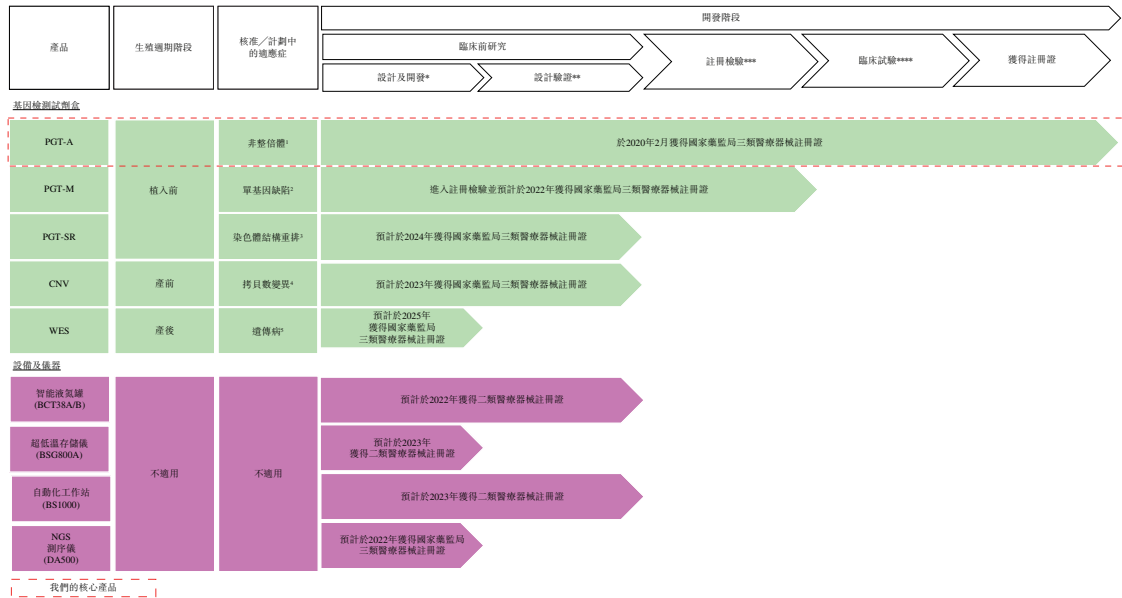 開發階段
產品
生殖週期階段
核准／計劃中
的適應症
臨床前研究
設計及開發*
設計驗證**
註冊檢驗***
臨床試驗****
獲得註冊證
基因檢測試劑盒
PGT-A
非整倍體¹
於2020年2月獲得國家藥監局三類醫療器械註冊證
PGT-M
植入前
單基因缺陷²
進入註冊檢驗並預計於2022年獲得國家藥監局三類醫療器械註冊證
PGT-SR
染色體結構重排³
預計於2024年獲得國家藥監局三類醫療器械註冊證
CNV
產前
拷貝數變異⁴
預計於2023年獲得國家藥監局三類醫療器械註冊證
WES
產後
遺傳病⁵
預計於2025年
獲得國家藥監局
三類醫療器械註冊證
設備及儀器
智能液氮罐
(BCT38A/B)
預計於2022年獲得二類醫療器械註冊證
超低溫存儲儀
(BSG800A)
預計於2023年
獲得二類醫療器械註冊證
不適用
不適用
自動化工作站
(BS1000)
預計於2023年獲得二類醫療器械註冊證
NGS
測序儀
(DA500)
預計於2022年獲得國家藥監局
三類醫療器械註冊證
我們的核心產品